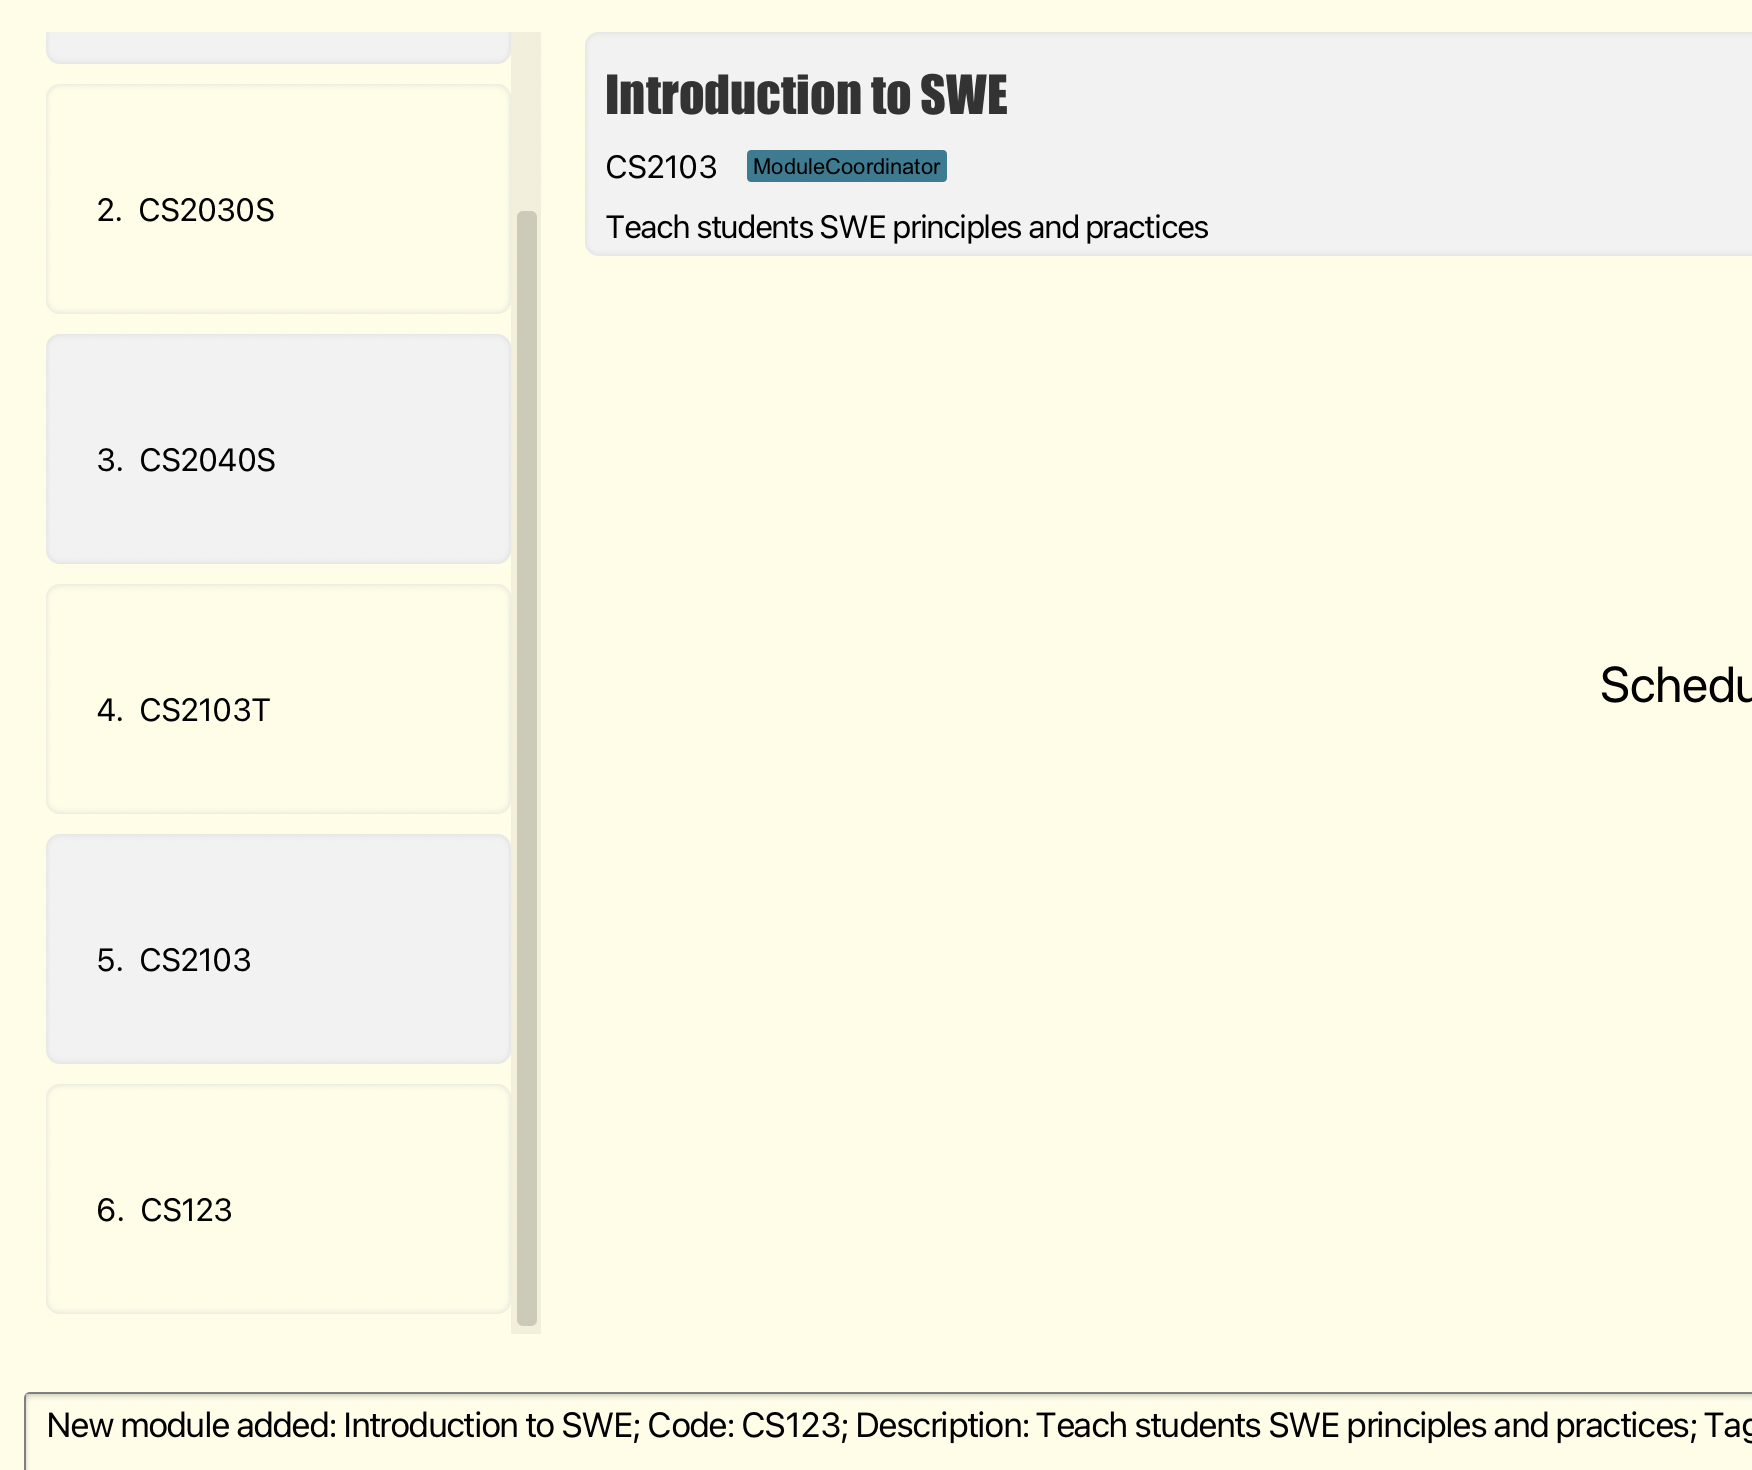 2. CS2030S
3. CS2040S
4. CS2103T
5. CS2103
6. CS123
Introduction to SWE
CS2103 ModuleCoordinator
Teach students SWE principles and practices
Schedu
New module added: Introduction to SWE; Code: CS123; Description: Teach students SWE principles and practices; Tag